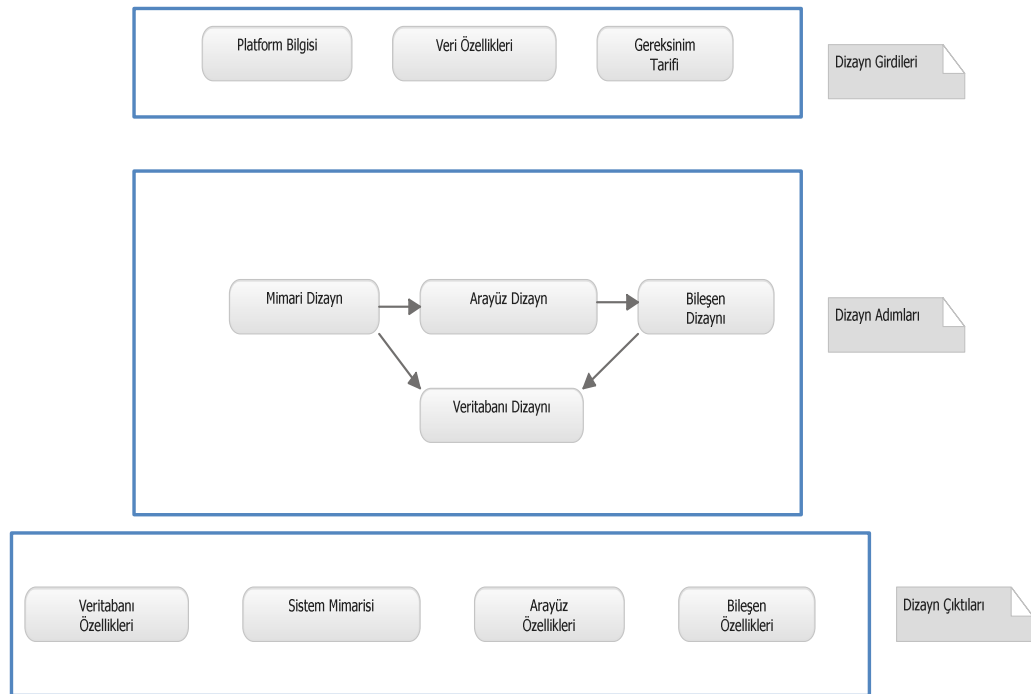 Platform Bilgisi
Veri Özellikleri
Gereksinim
Tarifi
Dizayn Girdileri
Mimari Dizayn
Arayüz Dizayn
Bileşen
Dizaynı
Dizayn Adımları
Veritabanı Dizaynı
Veritabanı
Özellikleri
Sistem Mimarisi
Arayüz
Özellikleri
Bileşen
Özellikleri
Dizayn Çıktıları